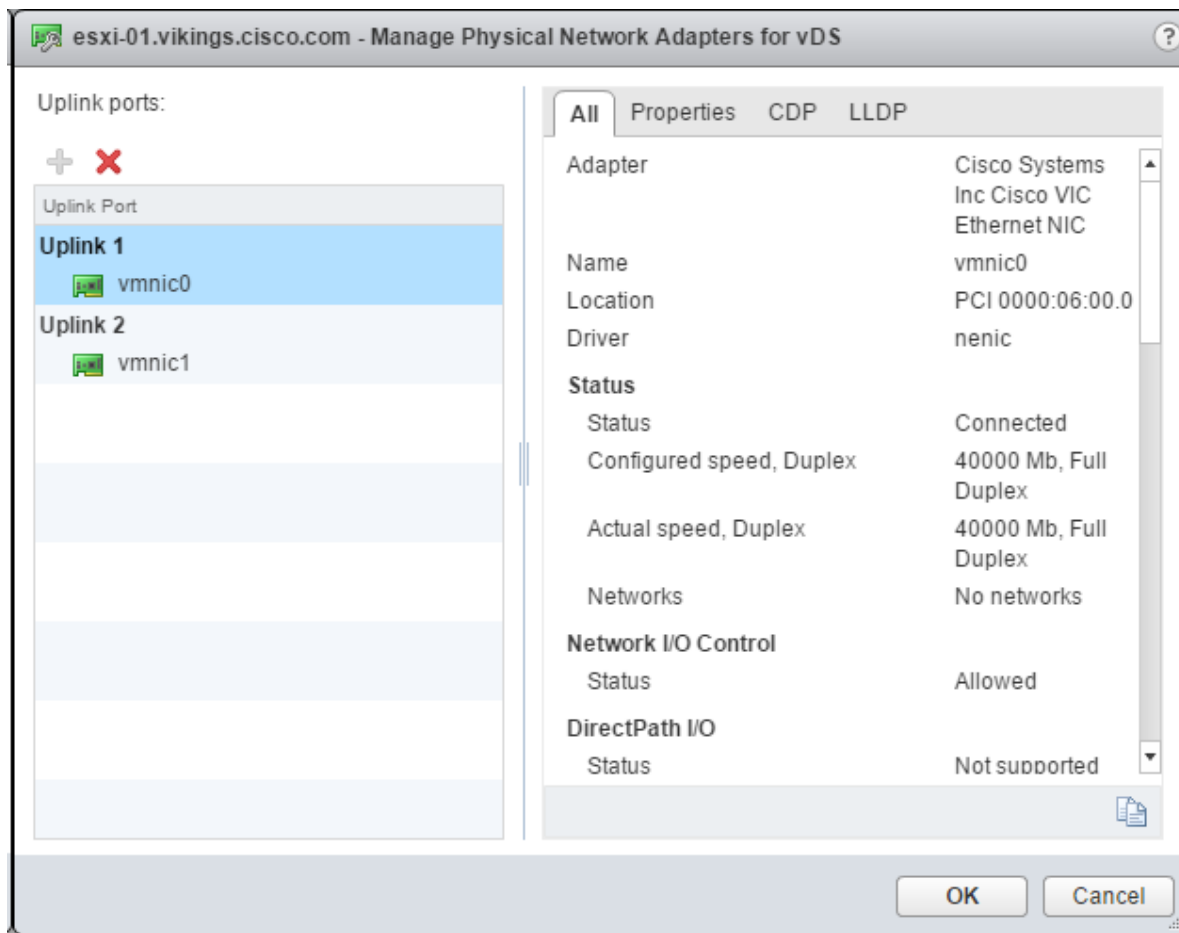 esxi-01.vikings.cisco.com - Manage Physical Network Adapters for vDS
?
Uplink ports:
Uplink Port
Uplink 1
vmnic0
Uplink 2
vmnic1
All Properties CDP LLDP
Adapter Cisco Systems
Inc Cisco VIC
Ethernet NIC
Name vmnic0
Location PCI 0000:06:00.0
Driver nenic
Status
Status Connected
Configured speed, Duplex 40000 Mb, Full
Duplex
Actual speed, Duplex 40000 Mb, Full
Duplex
Networks No networks
Network I/O Control
Status Allowed
DirectPath I/O
Status Not supported
OK Cancel